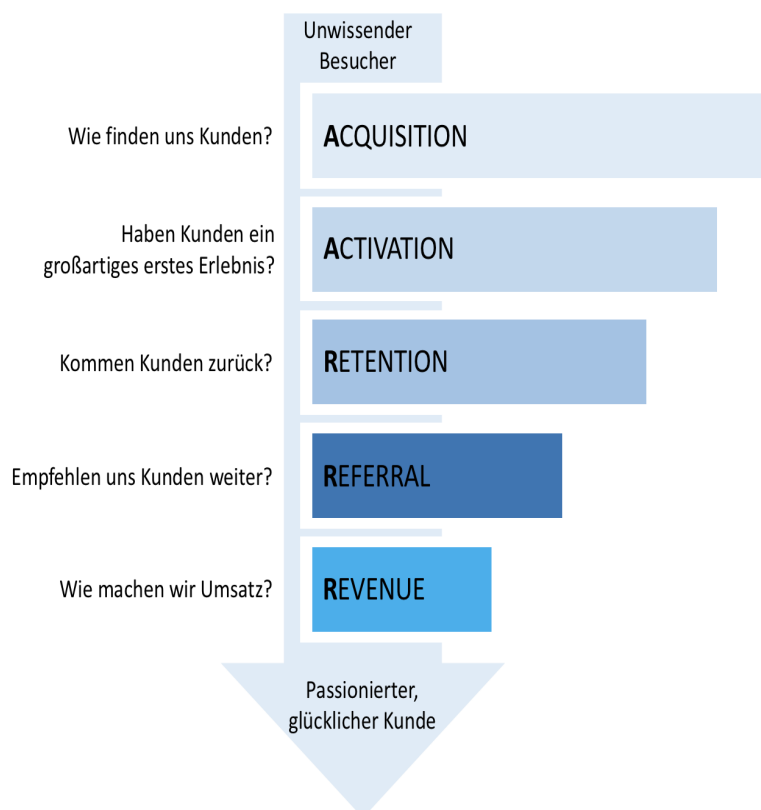 Unwissender
Besucher
Wie finden uns Kunden?
ACQUISITION
Haben Kunden ein
großartiges erstes Erlebnis?
ACTIVATION
Kommen Kunden zurück?
RETENTION
Empfehlen uns Kunden weiter?
REFERRAL
Wie machen wir Umsatz?
REVENUE
Passionierter,
glücklicher Kunde